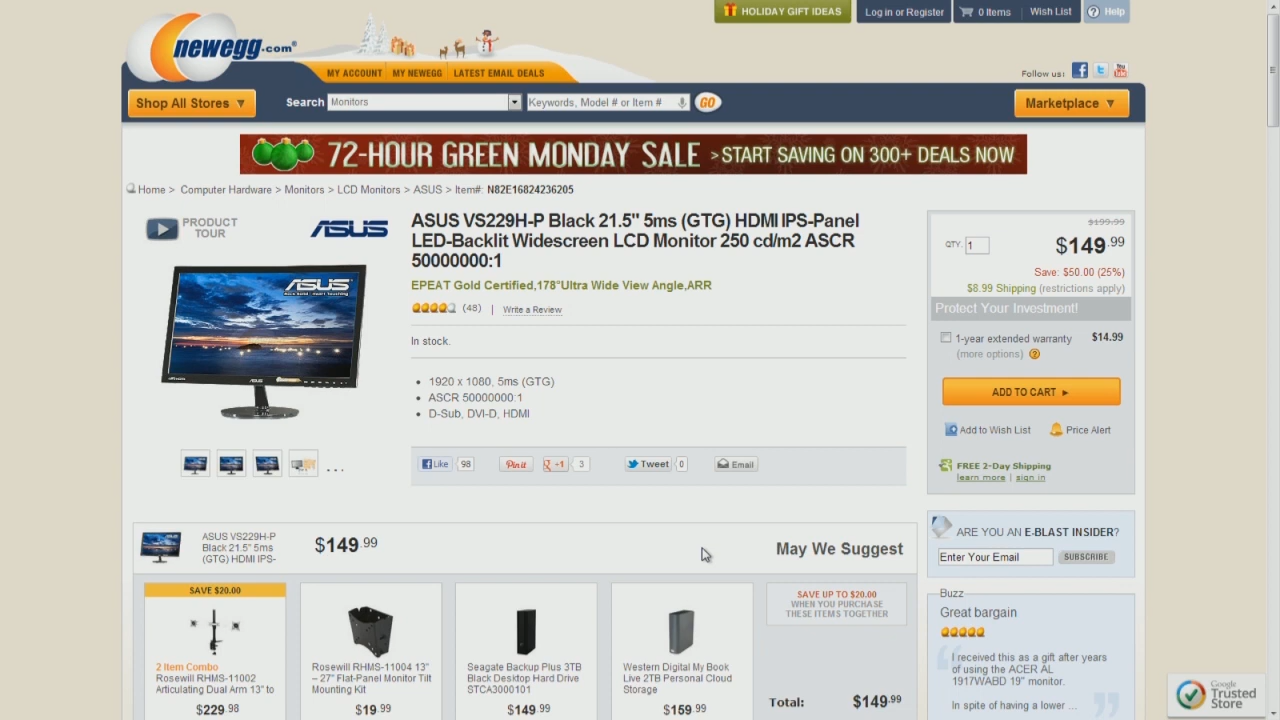 HOLIDAY GIFT IDEAS
Log in or Register
0 Items
Wish List
Help
newegg.com®
MY ACCOUNT
MY NEWEGG
LATEST EMAIL DEALS
Follow us:
Shop All Stores ▼
Search
Monitors
Keywords, Model # or Item #
GO
Marketplace ▼
72-HOUR GREEN MONDAY SALE >START SAVING ON 300+ DEALS NOW
Home > Computer Hardware > Monitors > LCD Monitors > ASUS > Item#: N82E16824236205
PRODUCT
TOUR
ASUS
ASUS VS229H-P Black 21.5" 5ms (GTG) HDMI IPS-Panel
LED-Backlit Widescreen LCD Monitor 250 cd/m2 ASCR
50000000:1
EPEAT Gold Certified,178°Ultra Wide View Angle,ARR
(48) | Write a Review
In stock.
• 1920 x 1080, 5ms (GTG)
• ASCR 50000000:1
• D-Sub, DVI-D, HDMI
ASUS
. . .
Like 98
Pin it
+1 3
Tweet 0
Email
$199.99
QTY. 1
$149.99
Save: $50.00 (25%)
$8.99 Shipping (restrictions apply)
Protect Your Investment!
1-year extended warranty $14.99
(more options)
ADD TO CART ►
Add to Wish List
Price Alert
FREE 2-Day Shipping
learn more | sign in
ARE YOU AN E-BLAST INSIDER?
Enter Your Email
SUBSCRIBE
ASUS VS229H-P
Black 21.5" 5ms
(GTG) HDMI IPS-
$149.99
May We Suggest
SAVE $20.00
2 Item Combo
Rosewill RHMS-11002
Articulating Dual Arm 13" to
$229.98
Rosewill RHMS-11004 13"
– 27" Flat-Panel Monitor Tilt
Mounting Kit
$19.99
Seagate Backup Plus 3TB
Black Desktop Hard Drive
STCA3000101
$149.99
Western Digital My Book
Live 2TB Personal Cloud
Storage
$159.99
SAVE UP TO $20.00
WHEN YOU PURCHASE
THESE ITEMS TOGETHER
Total: $149.99
Buzz
Great bargain
I received this as a gift after years
of using the ACER AL
1917WABD 19" monitor.
In spite of having a lower ...
Google
Trusted
Store